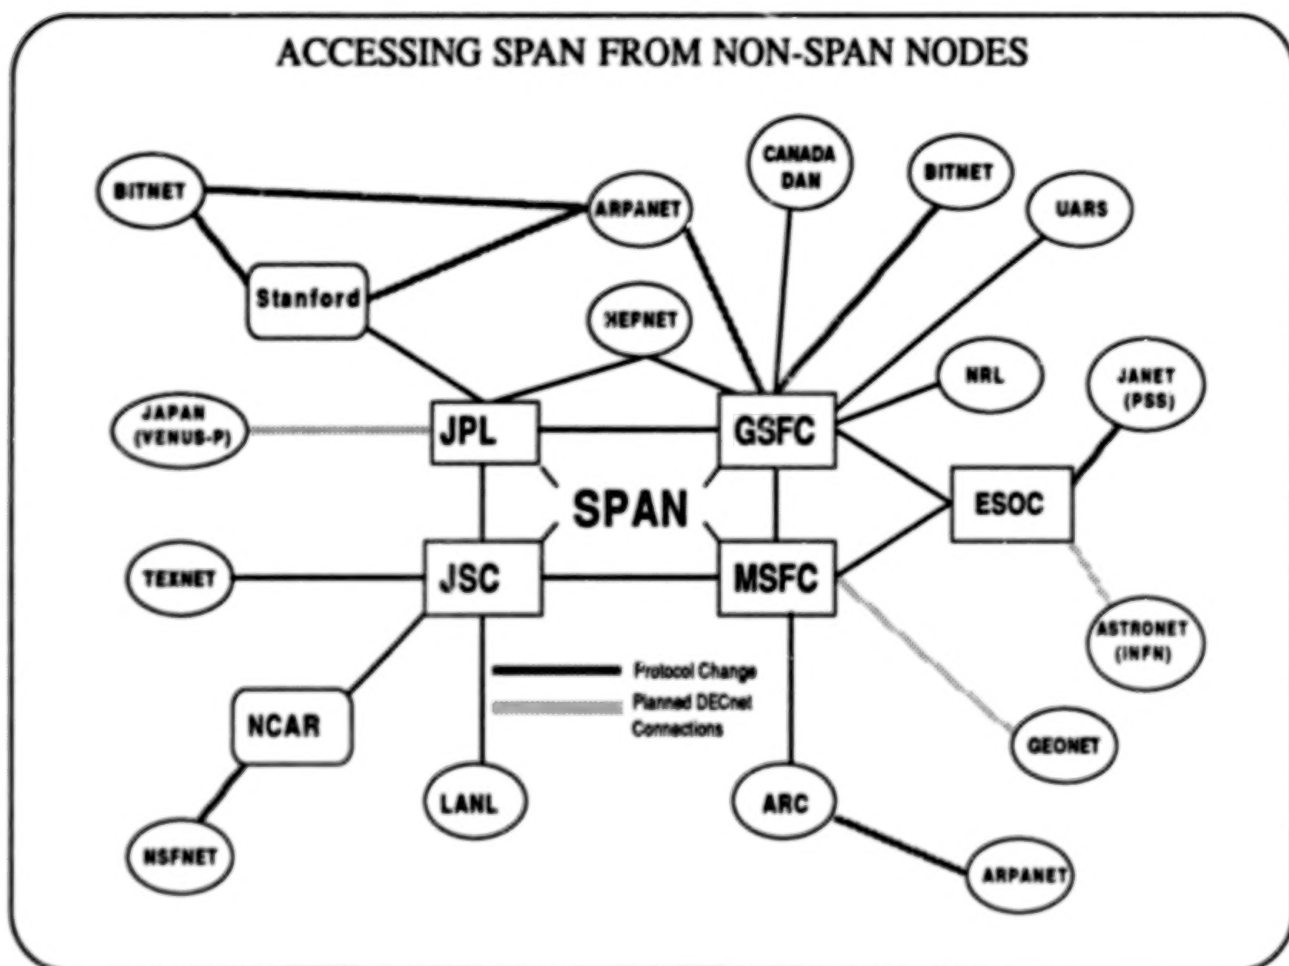 ACCESSING SPAN FROM NON-SPAN NODES
CANADA
DAN
BITNET
BITNET
ARPANET
UARS
Stanford
HEPNET
NRL
JANET
(PSS)
JAPAN
(VENUS-P)
JPL
GSFC
SPAN
ESOC
TEXNET
JSC
MSFC
ASTRONET
(INFN)
Protocol Change
Planned DECnet
Connections
NCAR
GEONET
LANL
ARC
NSFNET
ARPANET